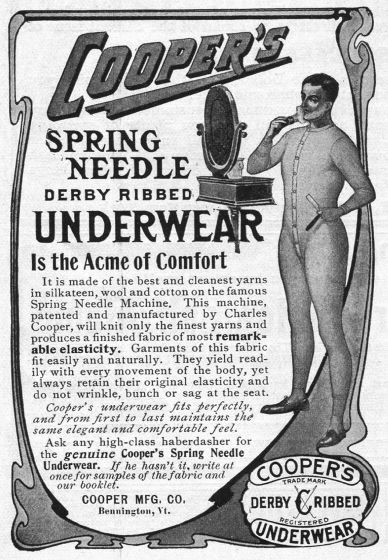 COOPER'S
SPRING
NEEDLE
DERBY RIBBED
UNDERWEAR
Is the Acme of Comfort
It is made of the best and cleanest yarns
in silkateen, wool and cotton on the famous
Spring Needle Machine. This machine,
patented and manufactured by Charles
Cooper, will knit only the finest yarns and
produces a finished fabric of most remark-
able elasticity. Garments of this fabric
fit easily and naturally. They yield read-
ily with every movement of the body, yet
always retain their original elasticity and
do not wrinkle, bunch or sag at the seat.
Cooper's underwear fits perfectly,
and from first to last maintains the
same elegant and comfortable feel.
Ask any high-class haberdasher for
the genuine Cooper's Spring Needle
Underwear. If he hasn't it, write at
once for samples of the fabric and
our booklet.
COOPER MFG. CO.
Bennington, Vt.
COOPER'S
TRADE MARK
DERBY C RIBBED
REGISTERED
UNDERWEAR